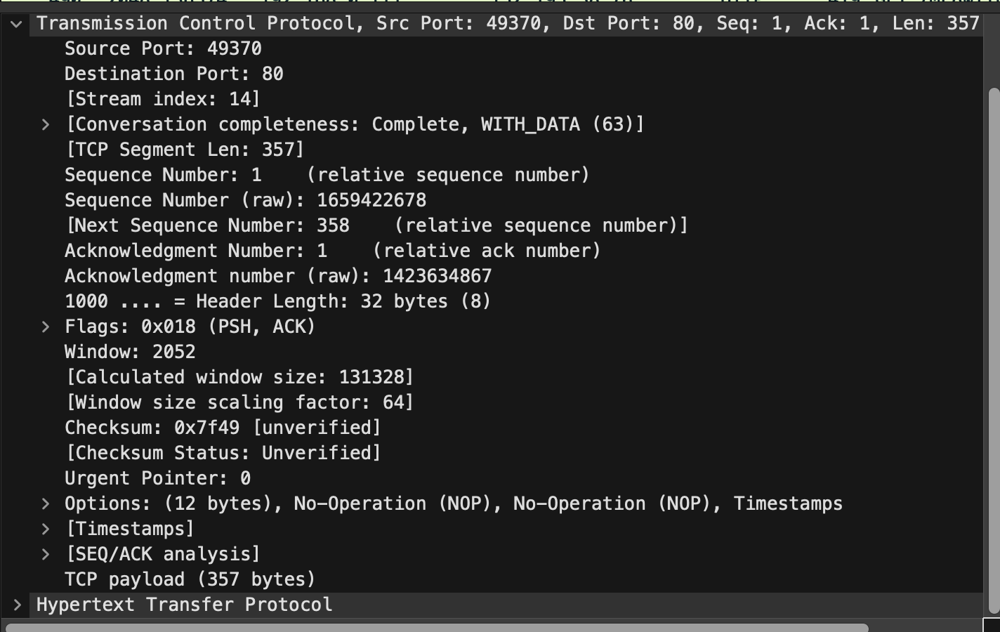 Transmission Control Protocol, Src Port: 49370, Dst Port: 80, Seq: 1, Ack: 1, Len: 357
Source Port: 49370
Destination Port: 80
[Stream index: 14]
[Conversation completeness: Complete, WITH_DATA (63)]
[TCP Segment Len: 357]
Sequence Number: 1    (relative sequence number)
Sequence Number (raw): 1659422678
[Next Sequence Number: 358    (relative sequence number)]
Acknowledgment Number: 1    (relative ack number)
Acknowledgment number (raw): 1423634867
1000 .... = Header Length: 32 bytes (8)
Flags: 0x018 (PSH, ACK)
Window: 2052
[Calculated window size: 131328]
[Window size scaling factor: 64]
Checksum: 0x7f49 [unverified]
[Checksum Status: Unverified]
Urgent Pointer: 0
Options: (12 bytes), No-Operation (NOP), No-Operation (NOP), Timestamps
[Timestamps]
[SEQ/ACK analysis]
TCP payload (357 bytes)
Hypertext Transfer Protocol